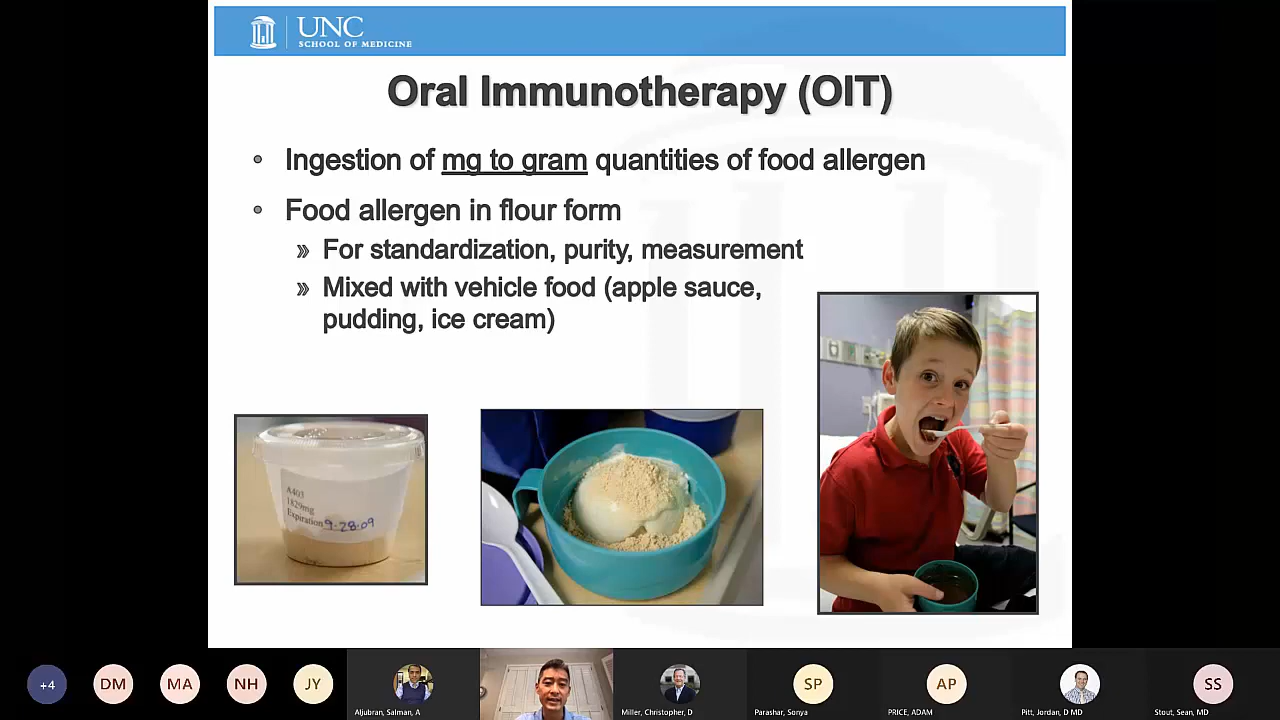 UNC
SCHOOL OF MEDICINE
Oral Immunotherapy (OIT)
• Ingestion of mg to gram quantities of food allergen
• Food allergen in flour form
» For standardization, purity, measurement
» Mixed with vehicle food (apple sauce,
pudding, ice cream)
A403
1829mg
Expiration 9-28-09
+4
DM
MA
NH
JY
SP
AP
SS
Aljubran, Salman, A
Miller, Christopher, D
Parashar, Sonya
PRICE, ADAM
Pitt, Jordan, D MD
Stout, Sean, MD